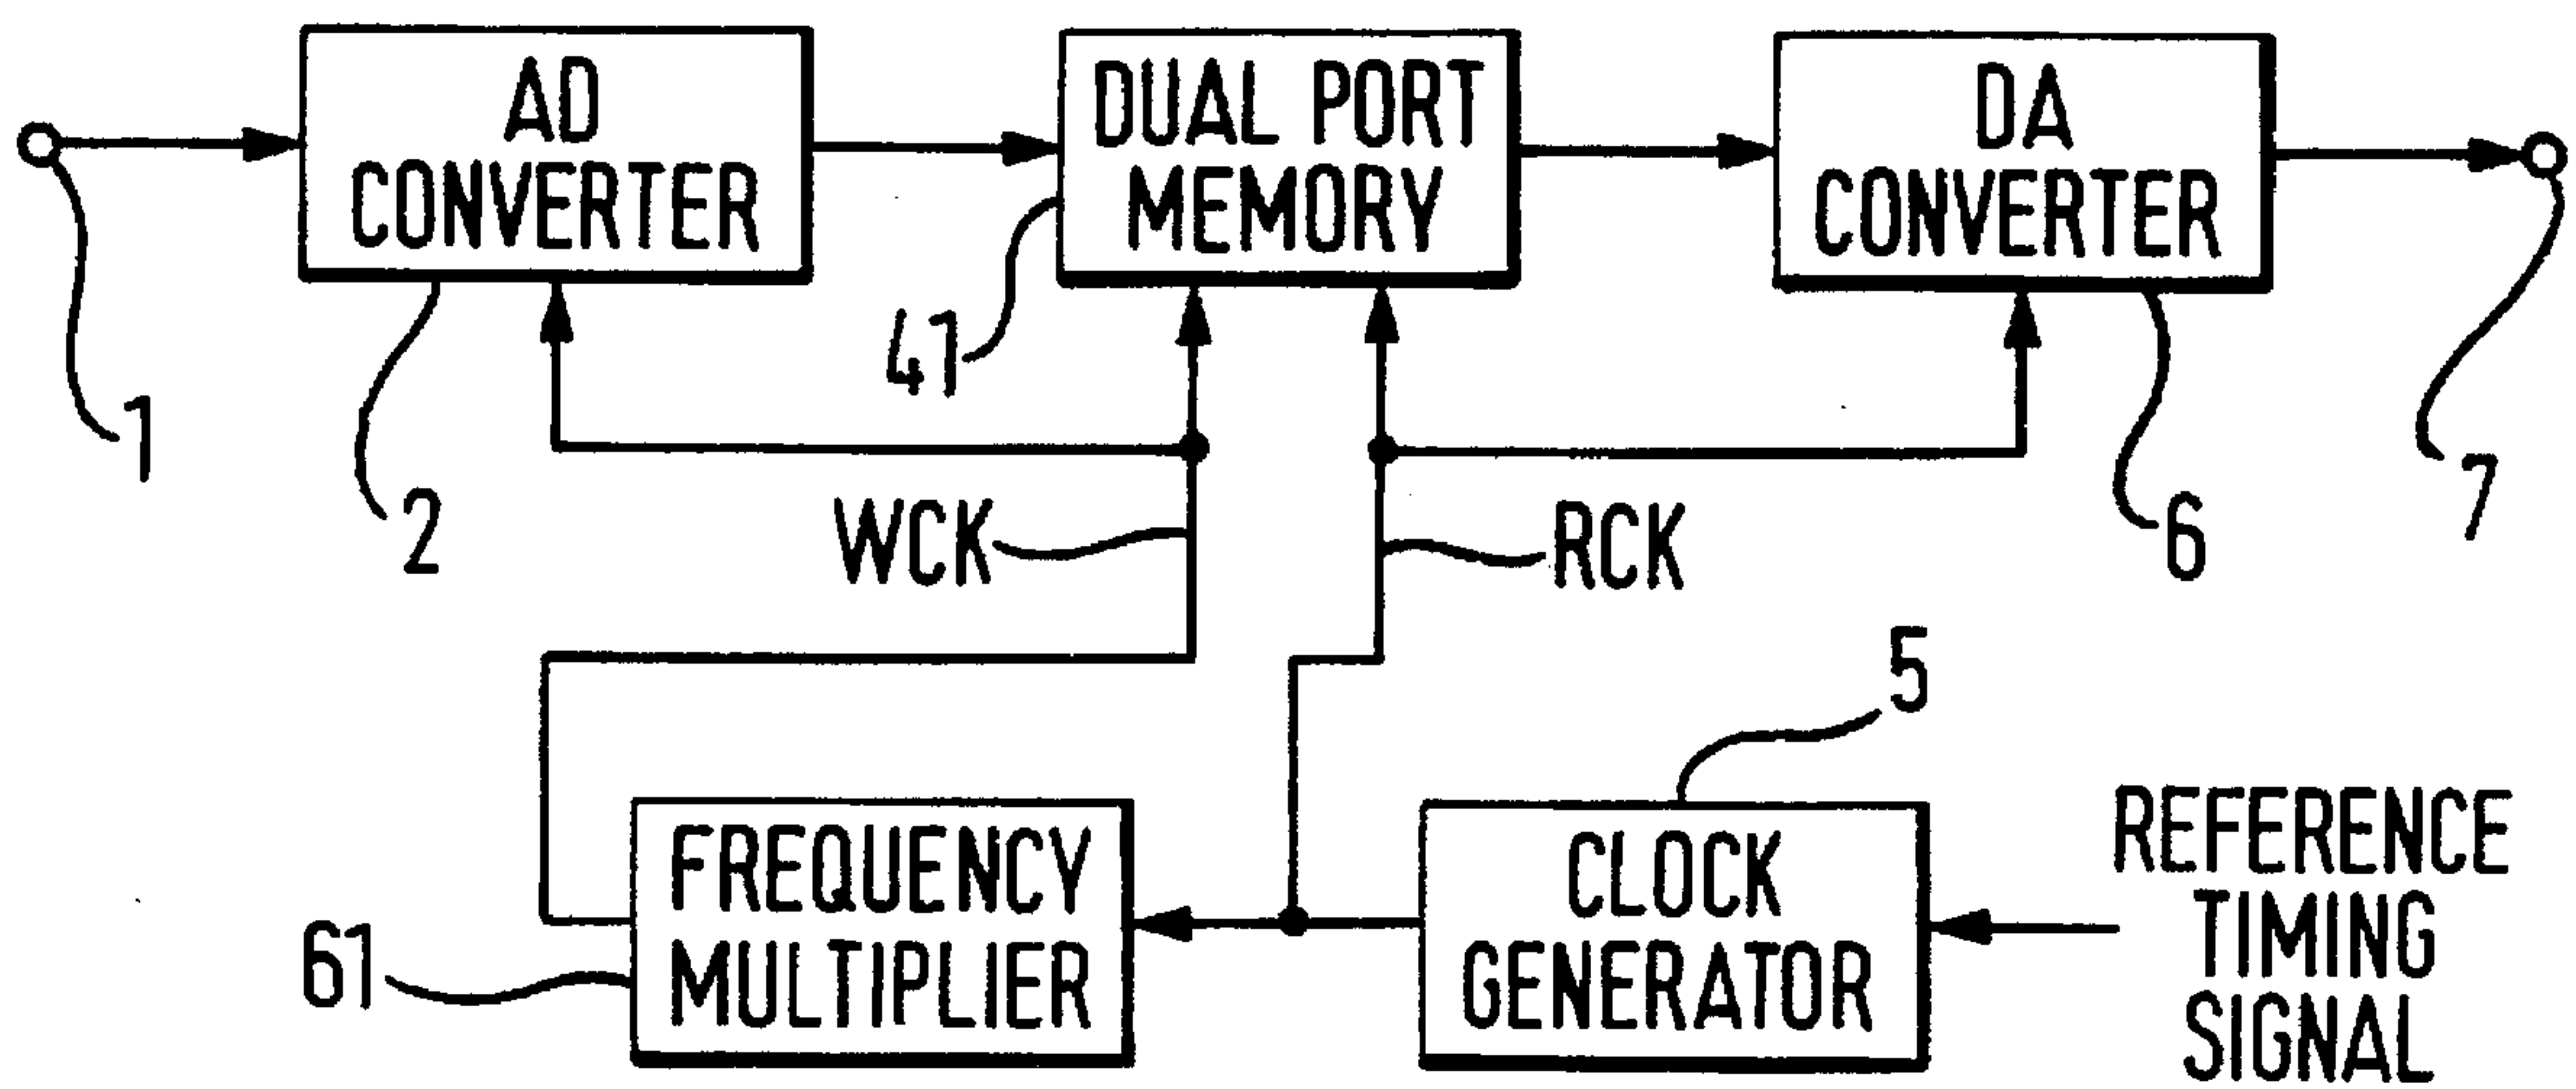 AD
CONVERTER
DUAL PORT
MEMORY
DA
CONVERTER
1
2
41
WCK
RCK
6
7
5
61
FREQUENCY
MULTIPLIER
CLOCK
GENERATOR
REFERENCE
TIMING
SIGNAL